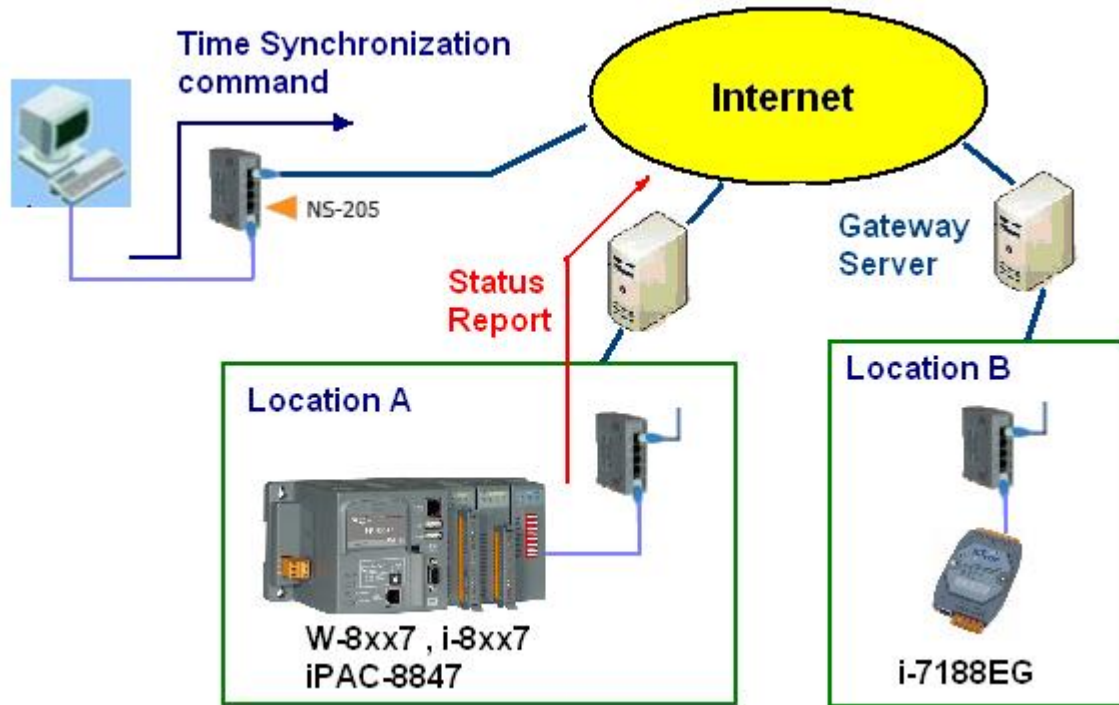 Time Synchronization
command
Internet
NS-205
Gateway
Server
Status
Report
Location A
Location B
W-8xx7 , i-8xx7
iPAC-8847
i-7188EG